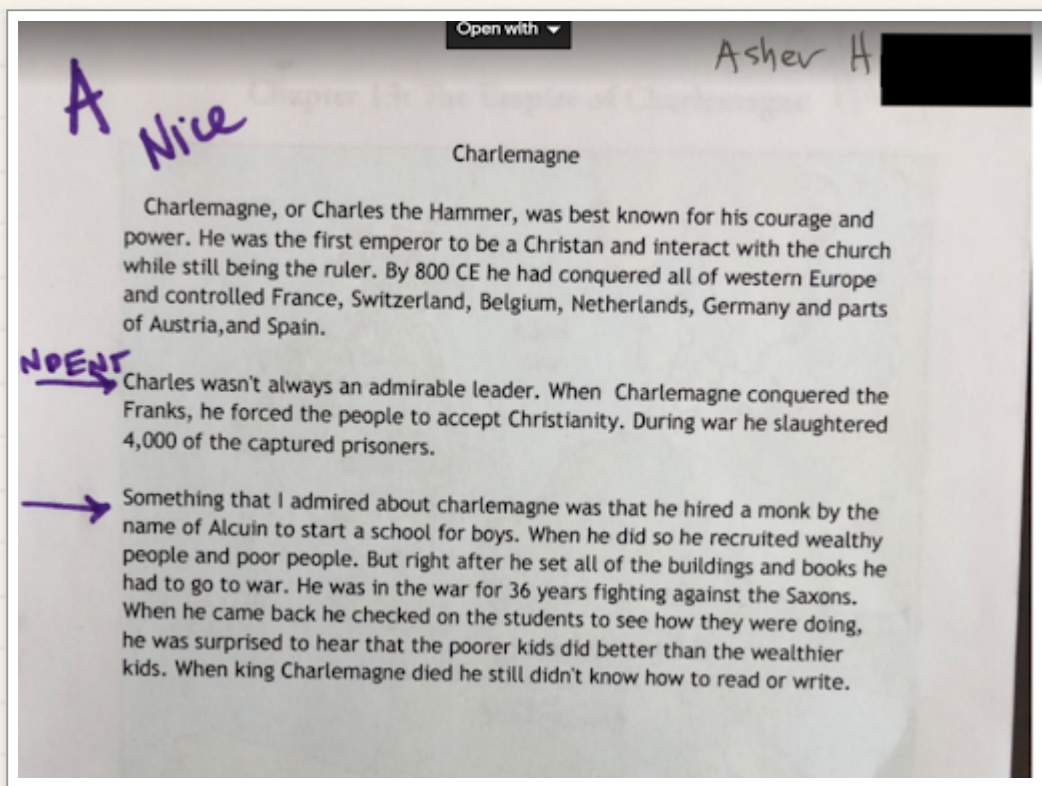 Open with
Asher H
A
Nice
Charlemagne
Charlemagne, or Charles the Hammer, was best known for his courage and
power. He was the first emperor to be a Christan and interact with the church
while still being the ruler. By 800 CE he had conquered all of western Europe
and controlled France, Switzerland, Belgium, Netherlands, Germany and parts
of Austria,and Spain.
NDENT
Charles wasn't always an admirable leader. When  Charlemagne conquered the
Franks, he forced the people to accept Christianity. During war he slaughtered
4,000 of the captured prisoners.
Something that I admired about charlemagne was that he hired a monk by the
name of Alcuin to start a school for boys. When he did so he recruited wealthy
people and poor people. But right after he set all of the buildings and books he
had to go to war. He was in the war for 36 years fighting against the Saxons.
When he came back he checked on the students to see how they were doing,
he was surprised to hear that the poorer kids did better than the wealthier
kids. When king Charlemagne died he still didn't know how to read or write.